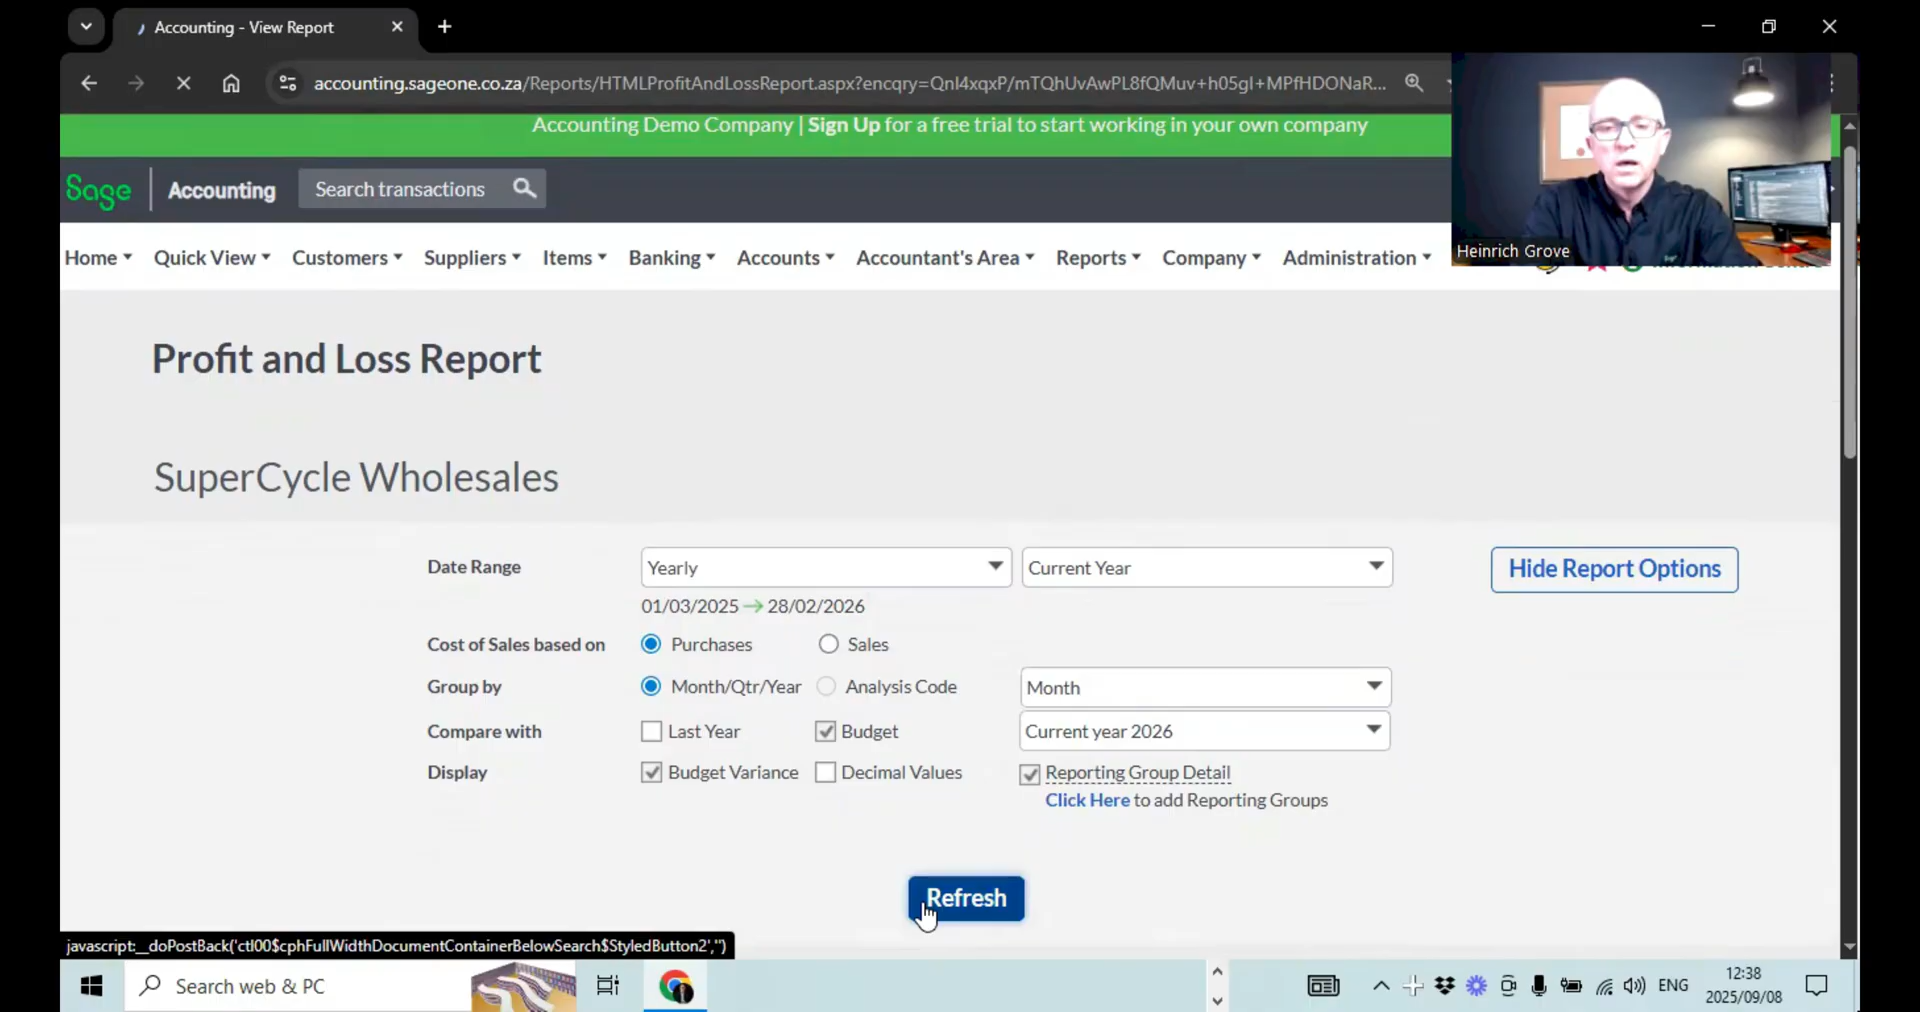 Accounting - View Report
accounting.sageone.co.za/Reports/HTMLProfitAndLossReport.aspx?encqry=QnI4xqxP/mTQhUvAwPL8fQMuv+h05gI+MPfHDONaR...
Accounting Demo Company | Sign Up for a free trial to start working in your own company
Sage Accounting Search transactions
Home Quick View Customers Suppliers Items Banking Accounts Accountant's Area Reports Company Administration
Heinrich Grove
Profit and Loss Report
SuperCycle Wholesales
Date Range Yearly Current Year Hide Report Options
01/03/2025 → 28/02/2026
Cost of Sales based on Purchases Sales
Group by Month/Qtr/Year Analysis Code Month
Compare with Last Year Budget Current year 2026
Display Budget Variance Decimal Values Reporting Group Detail
Click Here to add Reporting Groups
Refresh
javascript:__doPostBack('ctl00$cphFullWidthDocumentContainerBelowSearch$StyledButton2','')
Search web & PC
ENG
12:38
2025/09/08